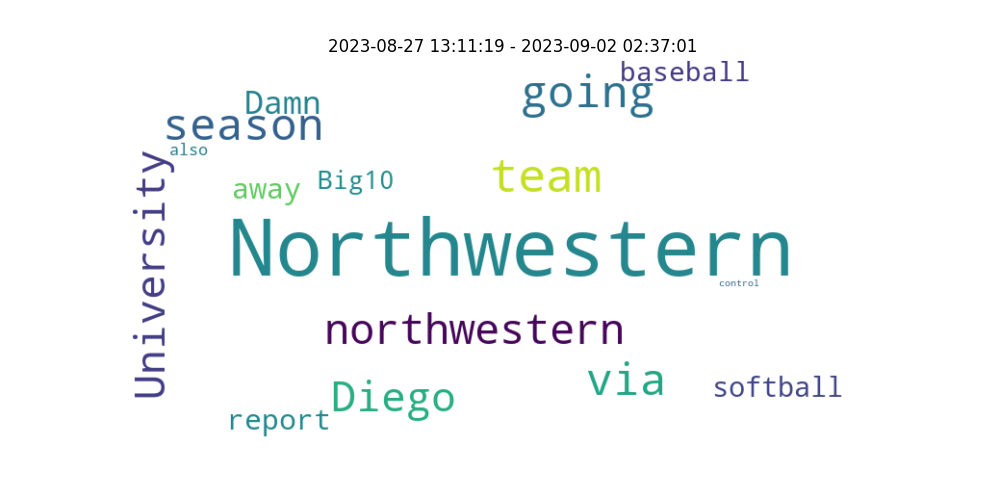 2023-08-27 13:11:19 - 2023-09-02 02:37:01
baseball
going
Damn
season
also
University
away
Big10
team
Northwestern
control
northwestern
via
softball
Diego
report